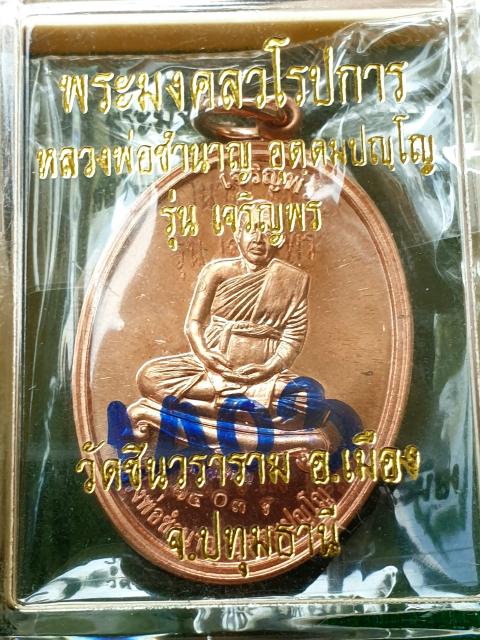 พระมงคลวโรปการ
หลวงพ่อชำนาญ อุตฺตมปญฺโญ
รุ่น เจริญพร
วัดชินวราราม อ.เมือง
จ.ปทุมธานี